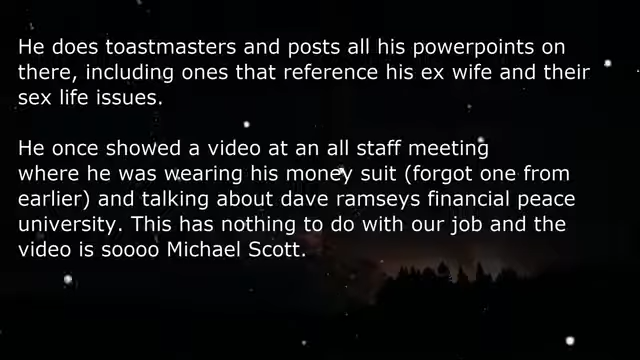 He does toastmasters and posts all his powerpoints on
there, including ones that reference his ex wife and their
sex life issues.
He once showed a video at an all staff meeting
where he was wearing his money suit (forgot one from
earlier) and talking about dave ramseys financial peace
university. This has nothing to do with our job and the
video is soooo Michael Scott.